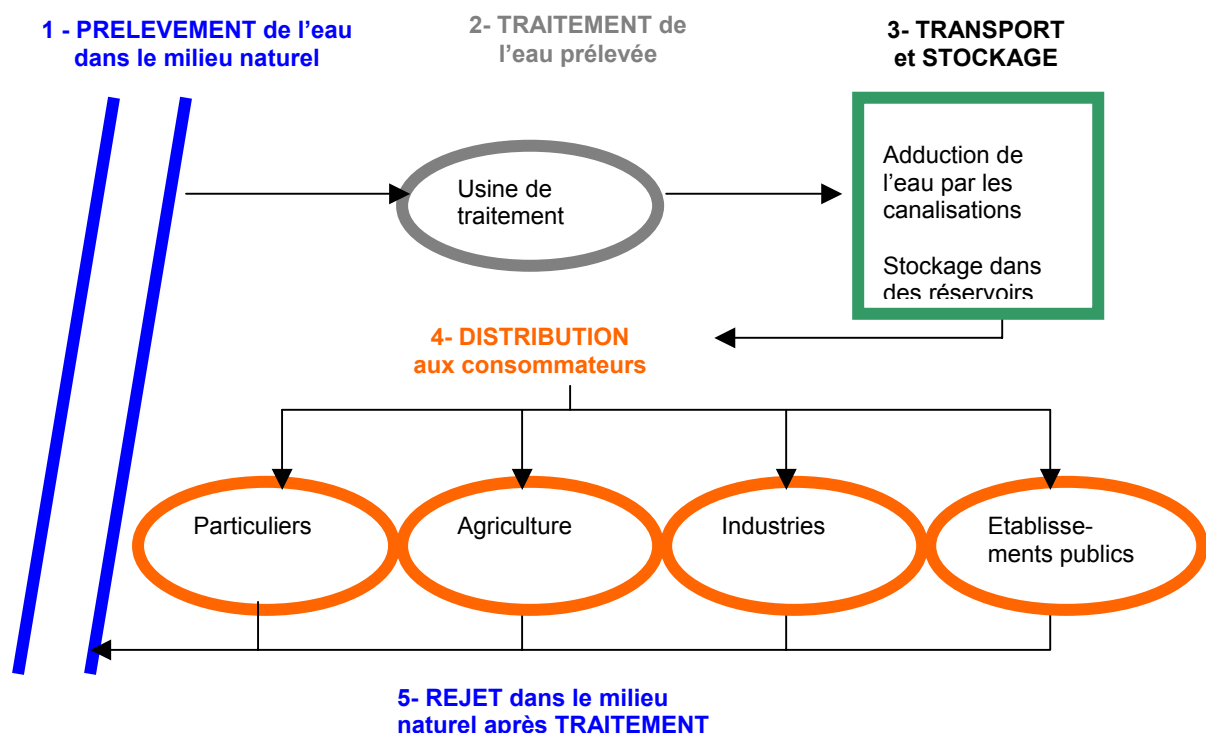 1 - PRELEVEMENT de l'eau
dans le milieu naturel
2- TRAITEMENT de
l'eau prélevée
3- TRANSPORT
et STOCKAGE
Usine de
traitement
Adduction de
l'eau par les
canalisations
Stockage dans
des réservoirs
4- DISTRIBUTION
aux consommateurs
Particuliers
Agriculture
Industries
Etablisse-
ments publics
5- REJET dans le milieu
naturel après TRAITEMENT